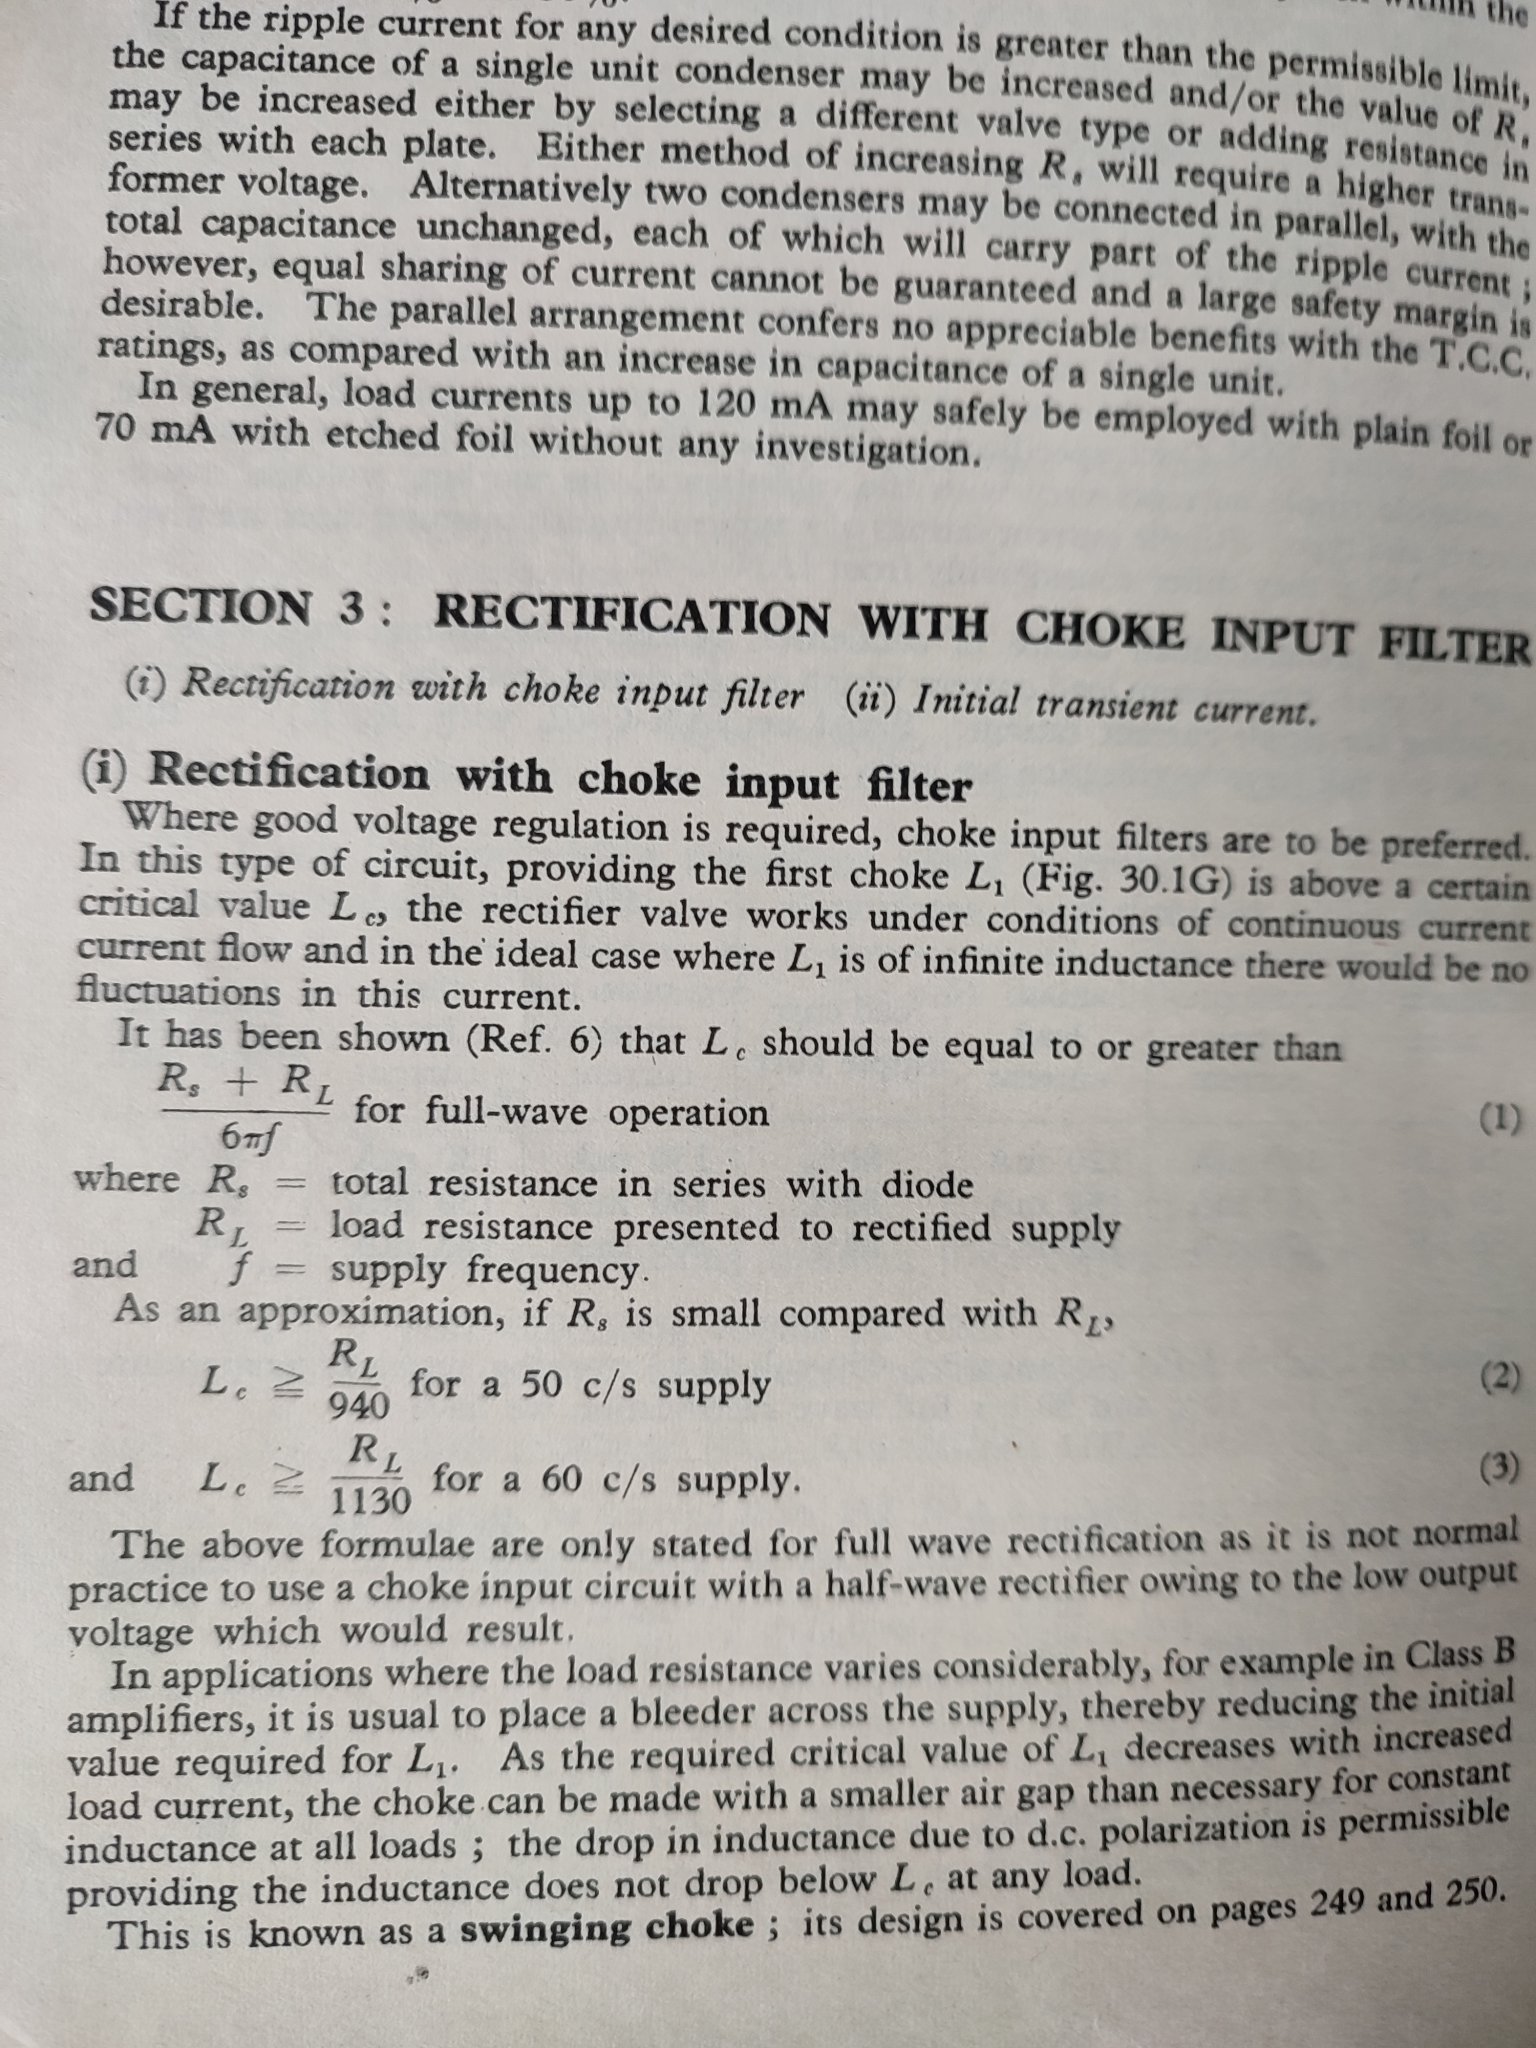 the
If the ripple current for any desired condition is greater than the permissible limit,
the capacitance of a single unit condenser may be increased and/or the value of Rs
may be increased either by selecting a different valve type or adding resistance in
series with each plate. Either method of increasing Rs will require a higher trans-
former voltage. Alternatively two condensers may be connected in parallel, with the
total capacitance unchanged, each of which will carry part of the ripple current ;
however, equal sharing of current cannot be guaranteed and a large safety margin is
desirable. The parallel arrangement confers no appreciable benefits with the T.C.C.
ratings, as compared with an increase in capacitance of a single unit.
In general, load currents up to 120 mA may safely be employed with plain foil or
70 mA with etched foil without any investigation.
SECTION 3 : RECTIFICATION WITH CHOKE INPUT FILTER
(i) Rectification with choke input filter (ii) Initial transient current.
(i) Rectification with choke input filter
Where good voltage regulation is required, choke input filters are to be preferred.
In this type of circuit, providing the first choke L1 (Fig. 30.1G) is above a certain
critical value Lc, the rectifier valve works under conditions of continuous current
current flow and in the ideal case where L1 is of infinite inductance there would be no
fluctuations in this current.
It has been shown (Ref. 6) that Lc should be equal to or greater than
Rs + RL
6πf
for full-wave operation (1)
where Rs = total resistance in series with diode
RL = load resistance presented to rectified supply
and f = supply frequency.
As an approximation, if Rs is small compared with RL,
Lc ≧ RL/940 for a 50 c/s supply (2)
and Lc ≧ RL/1130 for a 60 c/s supply. (3)
The above formulae are only stated for full wave rectification as it is not normal
practice to use a choke input circuit with a half-wave rectifier owing to the low output
voltage which would result.
In applications where the load resistance varies considerably, for example in Class B
amplifiers, it is usual to place a bleeder across the supply, thereby reducing the initial
value required for L1. As the required critical value of L1 decreases with increased
load current, the choke can be made with a smaller air gap than necessary for constant
inductance at all loads ; the drop in inductance due to d.c. polarization is permissible
providing the inductance does not drop below Lc at any load.
This is known as a swinging choke ; its design is covered on pages 249 and 250.